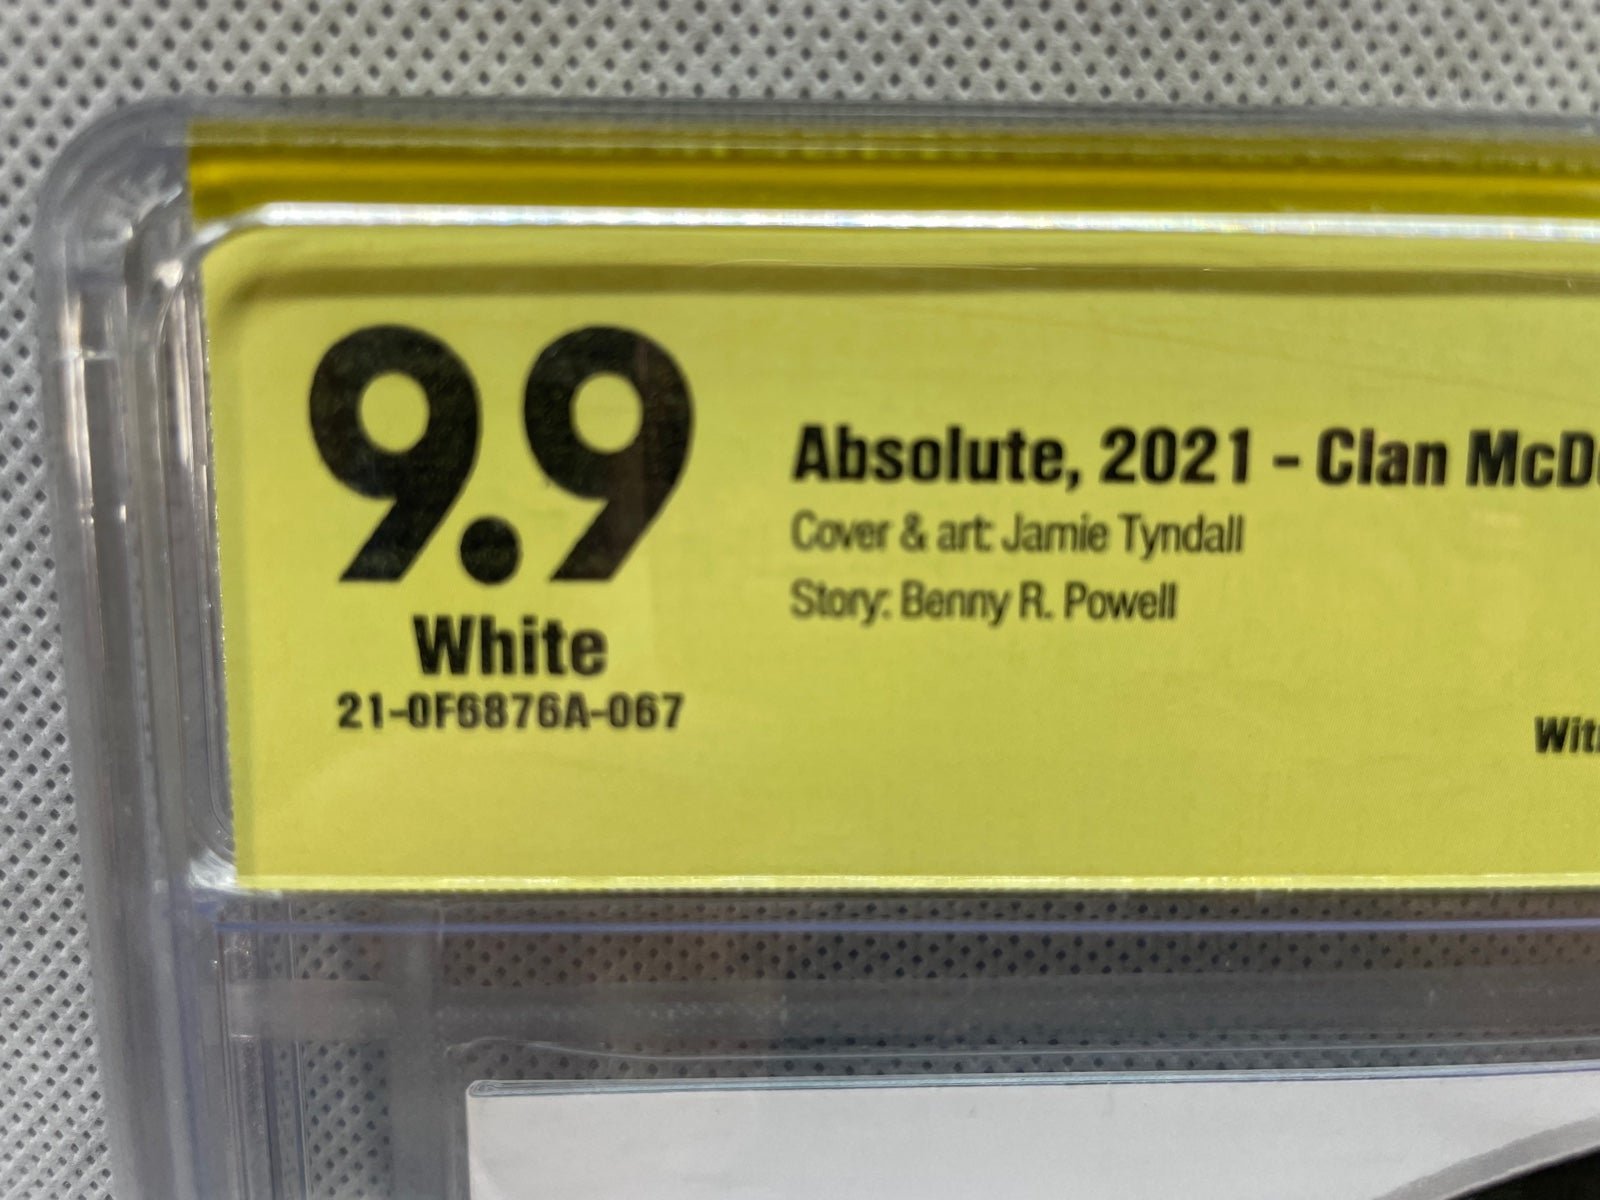 9.9
White
21-0F6876A-067
Absolute, 2021 - Clan
Cover & art: Jamie Tyndall
Story: Benny R. Powell